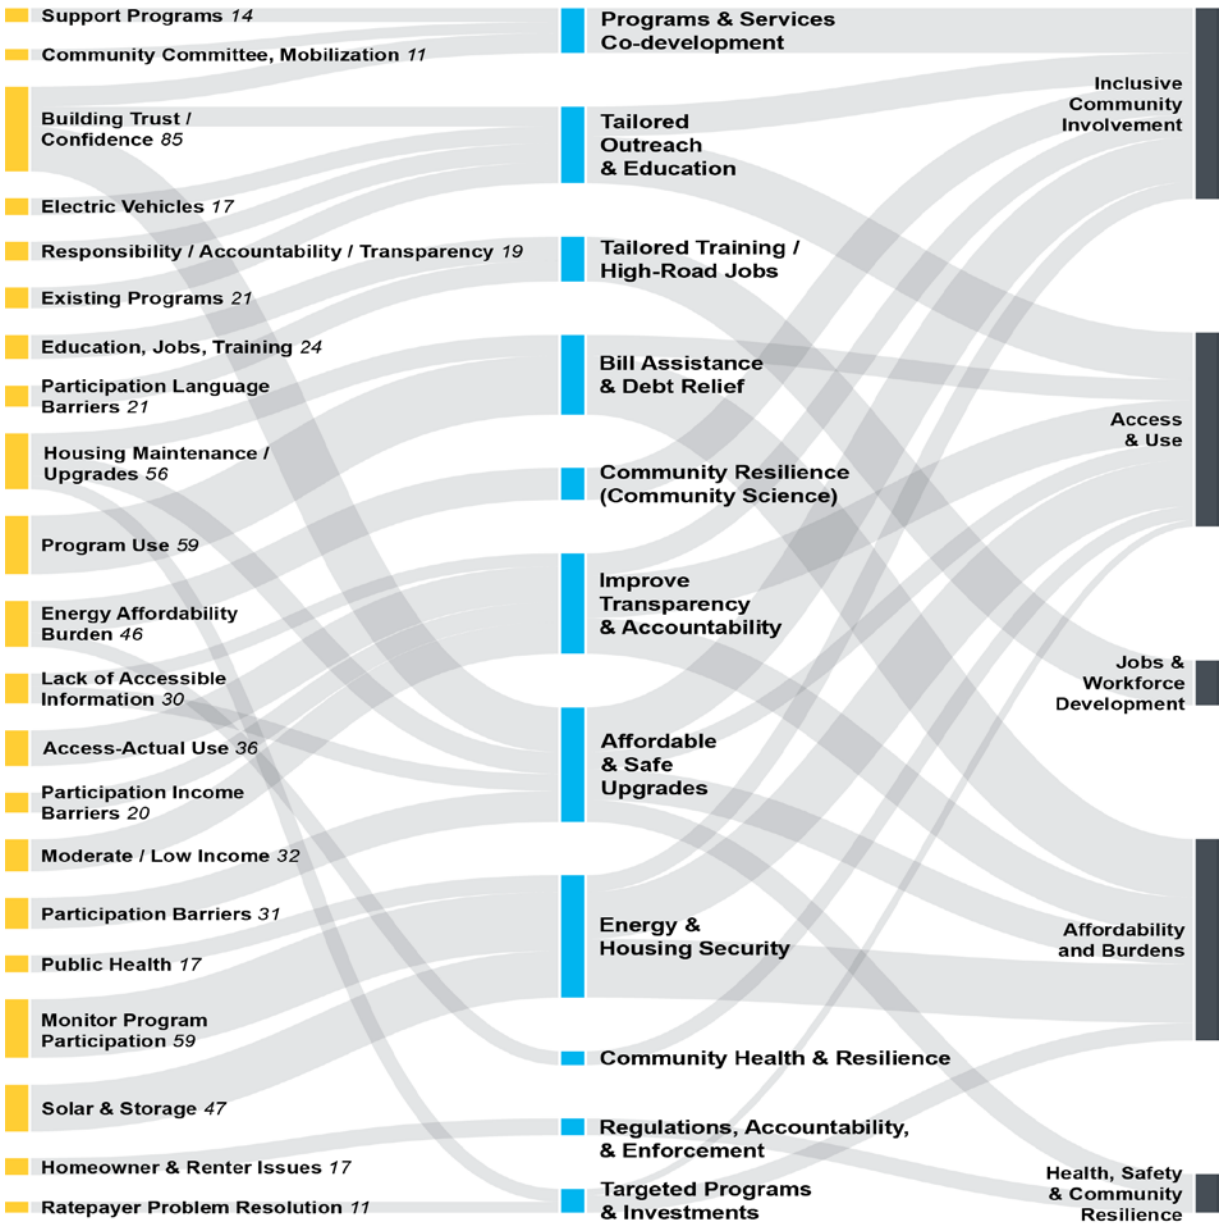 Support Programs 14
Community Committee, Mobilization 11
Building Trust /
Confidence 85
Electric Vehicles 17
Responsibility / Accountability / Transparency 19
Existing Programs 21
Education, Jobs, Training 24
Participation Language
Barriers 21
Housing Maintenance /
Upgrades 56
Program Use 59
Energy Affordability
Burden 46
Lack of Accessible
Information 30
Access-Actual Use 36
Participation Income
Barriers 20
Moderate / Low Income 32
Participation Barriers 31
Public Health 17
Monitor Program
Participation 59
Solar & Storage 47
Homeowner & Renter Issues 17
Ratepayer Problem Resolution 11
Programs & Services
Co-development
Tailored
Outreach
& Education
Tailored Training /
High-Road Jobs
Bill Assistance
& Debt Relief
Community Resilience
(Community Science)
Improve
Transparency
& Accountability
Affordable
& Safe
Upgrades
Energy &
Housing Security
Community Health & Resilience
Regulations, Accountability,
& Enforcement
Targeted Programs
& Investments
Inclusive
Community
Involvement
Access
& Use
Jobs &
Workforce
Development
Affordability
and Burdens
Health, Safety
& Community
Resilience